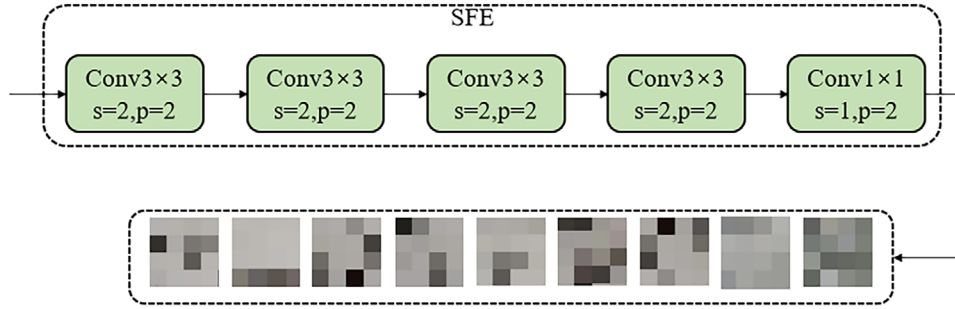 SFE
Conv3×3
s=2,p=2
Conv3×3
s=2,p=2
Conv3×3
s=2,p=2
Conv3×3
s=2,p=2
Conv1×1
s=1,p=2